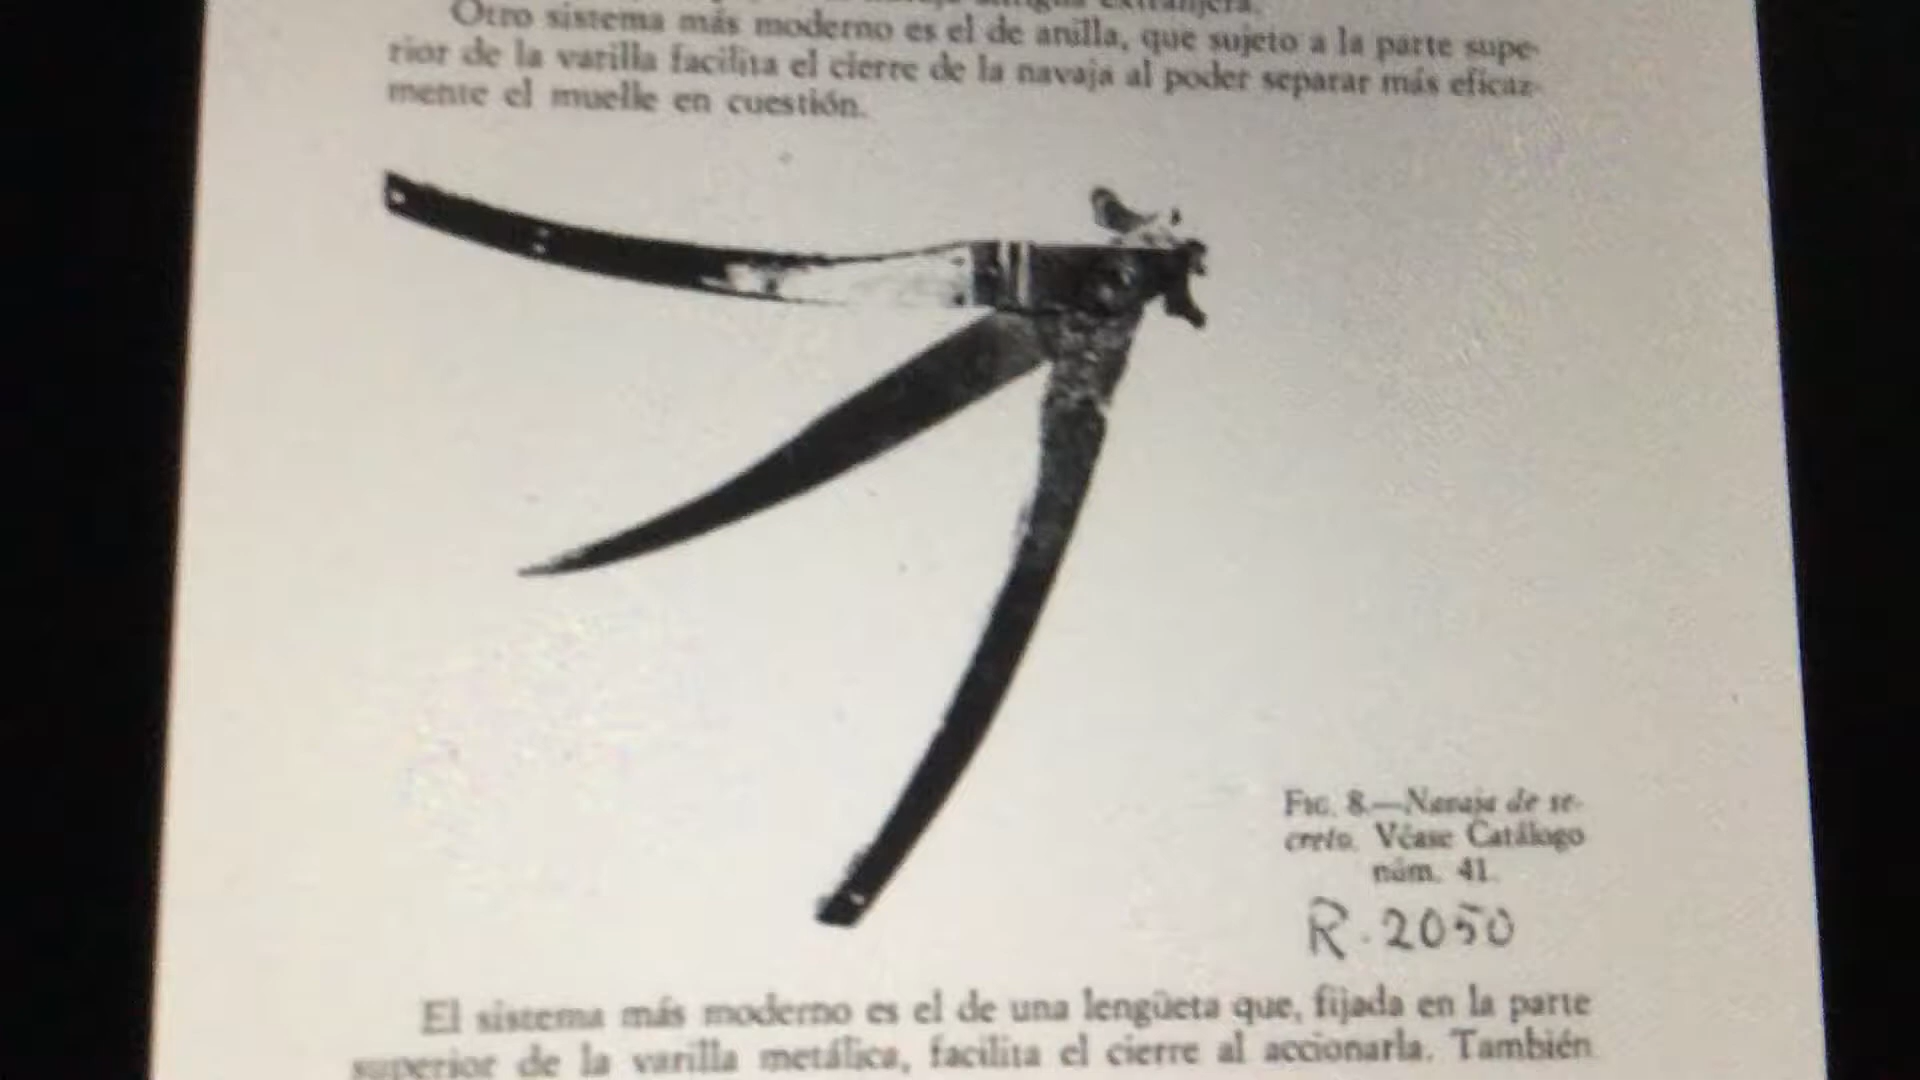 extranjera.
Otro sistema más moderno es el de anilla, que sujeto a la parte supe-
rior de la varilla facilita el cierre de la navaja al poder separar más eficaz-
mente el muelle en cuestión.
FIG. 8.—Navaja de se-
creto. Véase Catálogo
núm. 41.
R. 2050
El sistema más moderno es el de una lengüeta que, fijada en la parte
superior de la varilla metálica, facilita el cierre al accionarla. También